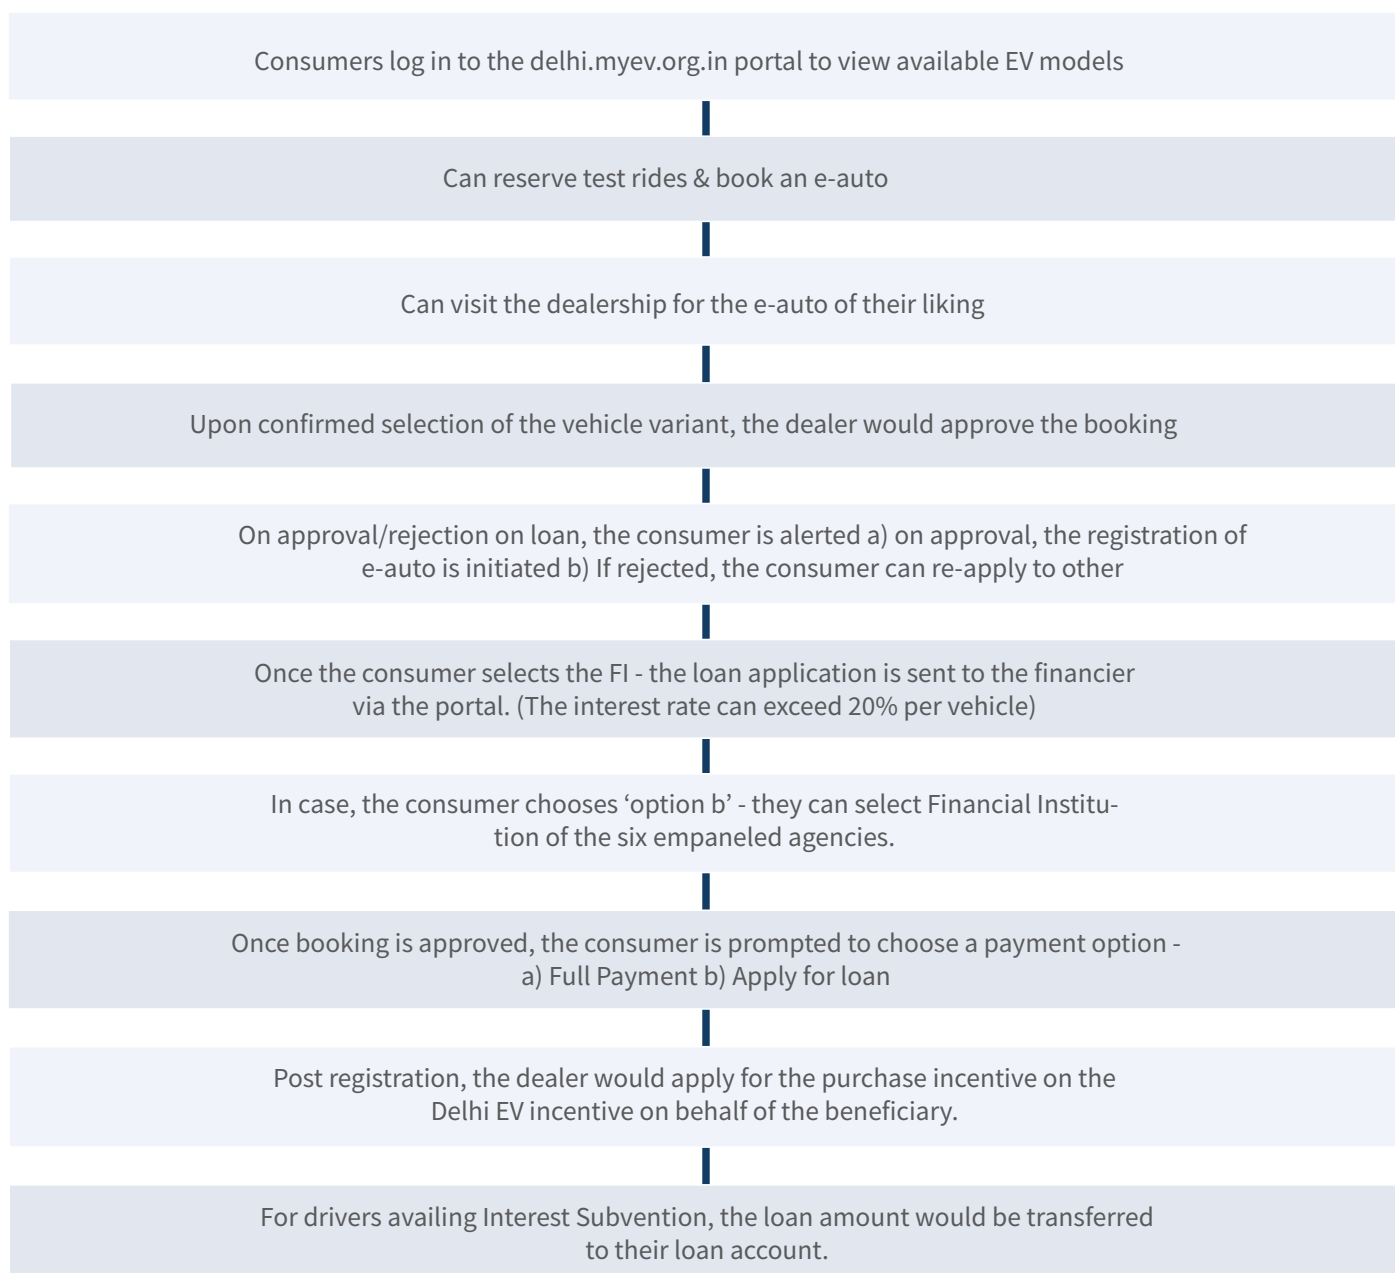 Consumers log in to the delhi.myev.org.in portal to view available EV models
Can reserve test rides & book an e-auto
Can visit the dealership for the e-auto of their liking
Upon confirmed selection of the vehicle variant, the dealer would approve the booking
On approval/rejection on loan, the consumer is alerted a) on approval, the registration of
e-auto is initiated b) If rejected, the consumer can re-apply to other
Once the consumer selects the FI - the loan application is sent to the financier
via the portal. (The interest rate can exceed 20% per vehicle)
In case, the consumer chooses ‘option b’ - they can select Financial Institu-
tion of the six empaneled agencies.
Once booking is approved, the consumer is prompted to choose a payment option -
a) Full Payment b) Apply for loan
Post registration, the dealer would apply for the purchase incentive on the
Delhi EV incentive on behalf of the beneficiary.
For drivers availing Interest Subvention, the loan amount would be transferred
to their loan account.